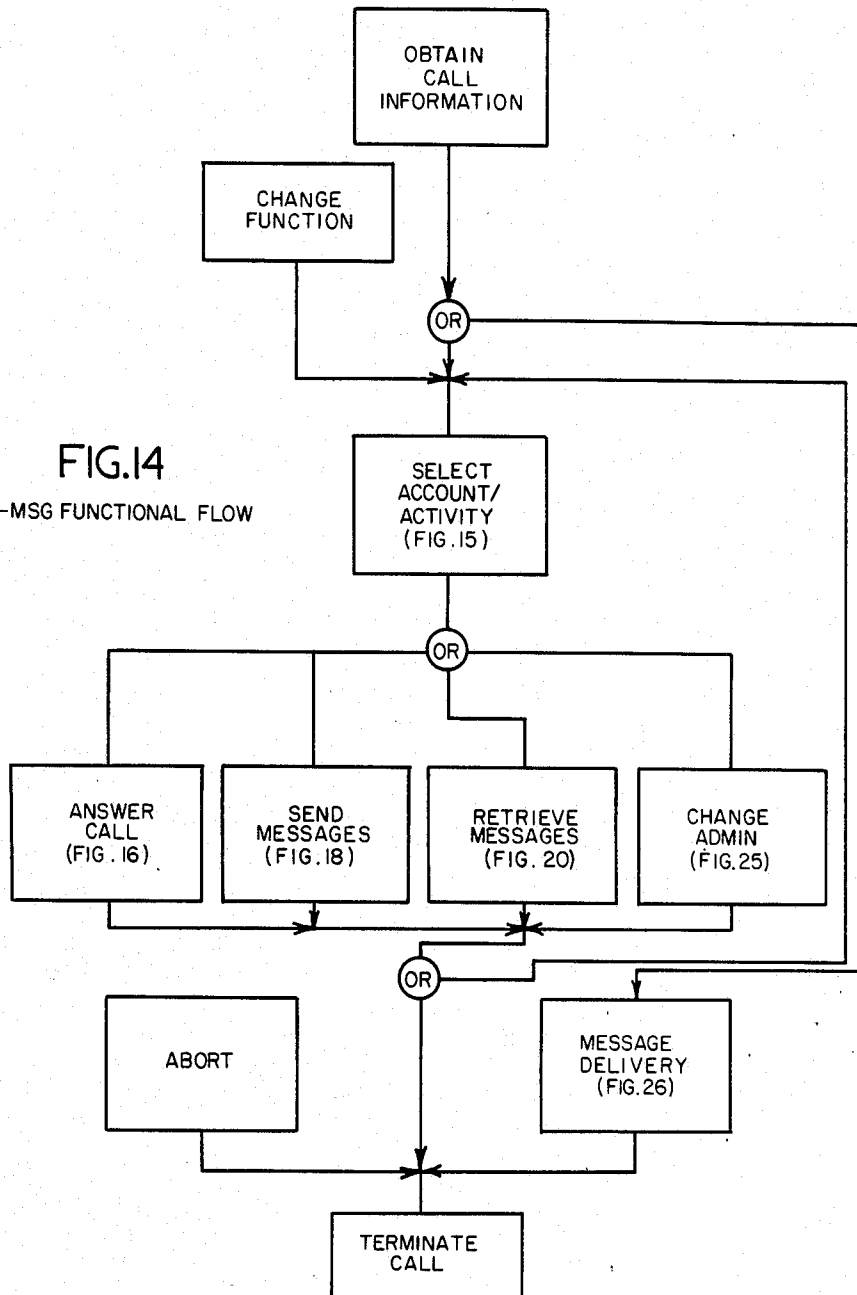 OBTAIN
CALL
INFORMATION
CHANGE
FUNCTION
OR
FIG.14
-MSG FUNCTIONAL FLOW
SELECT
ACCOUNT/
ACTIVITY
(FIG.15)
OR
ANSWER
CALL
(FIG.16)
SEND
MESSAGES
(FIG.18)
RETRIEVE
MESSAGES
(FIG. 20)
CHANGE
ADMIN
(FIG.25)
OR
ABORT
MESSAGE
DELIVERY
(FIG.26)
TERMINATE
CALL